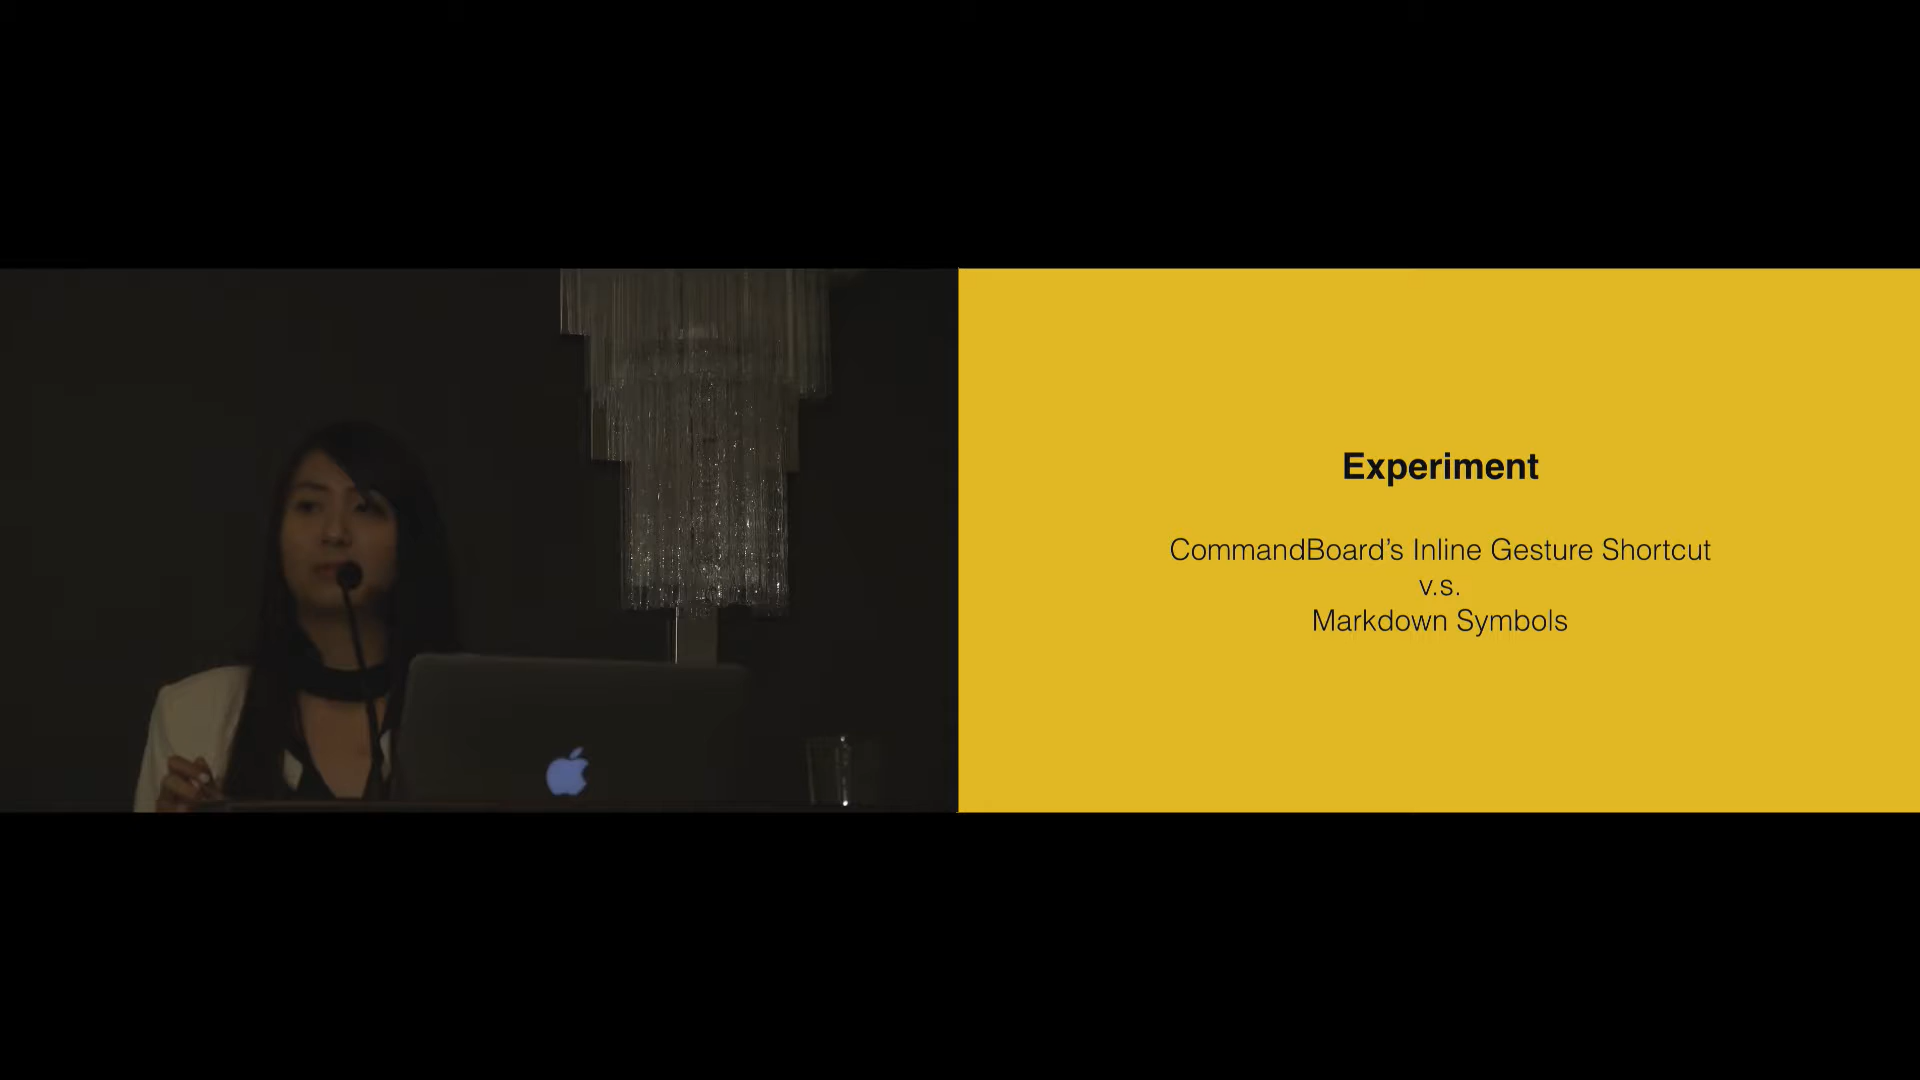 Experiment
CommandBoard’s Inline Gesture Shortcut
v.s.
Markdown Symbols